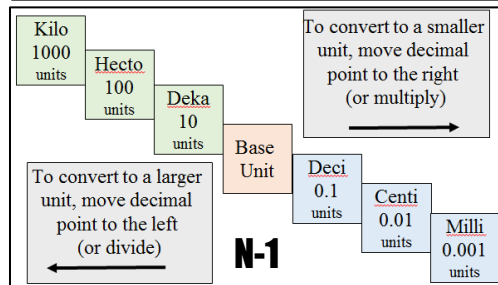 Kilo
1000
units
Hecto
100
units
Deka
10
units
Base
Unit
Deci
0.1
units
Centi
0.01
units
Milli
0.001
units
To convert to a smaller
unit, move decimal
point to the right
(or multiply)
To convert to a larger
unit, move decimal
point to the left
(or divide)
N-1